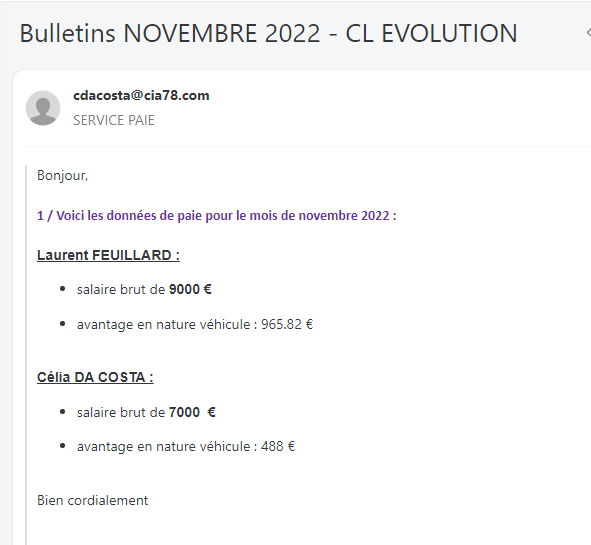 Bulletins NOVEMBRE 2022 - CL EVOLUTION
cdacosta@cia78.com
SERVICE PAIE
Bonjour,
1 / Voici les données de paie pour le mois de novembre 2022 :
Laurent FEUILLARD :
• salaire brut de 9000 €
• avantage en nature véhicule : 965.82 €
Célia DA COSTA :
• salaire brut de 7000  €
• avantage en nature véhicule : 488 €
Bien cordialement